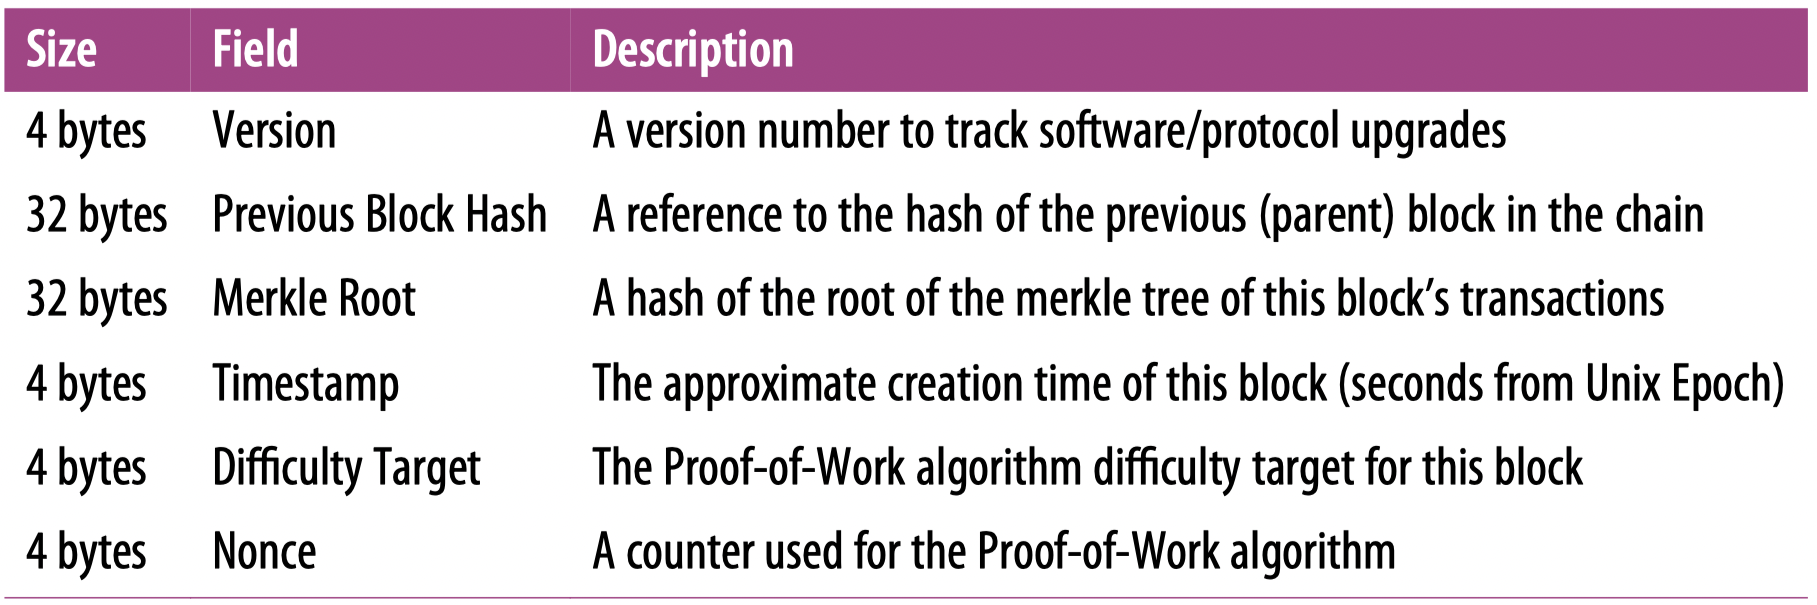 Size Field Description
4 bytes Version A version number to track software/protocol upgrades
32 bytes Previous Block Hash A reference to the hash of the previous (parent) block in the chain
32 bytes Merkle Root A hash of the root of the merkle tree of this block’s transactions
4 bytes Timestamp The approximate creation time of this block (seconds from Unix Epoch)
4 bytes Difficulty Target The Proof-of-Work algorithm difficulty target for this block
4 bytes Nonce A counter used for the Proof-of-Work algorithm